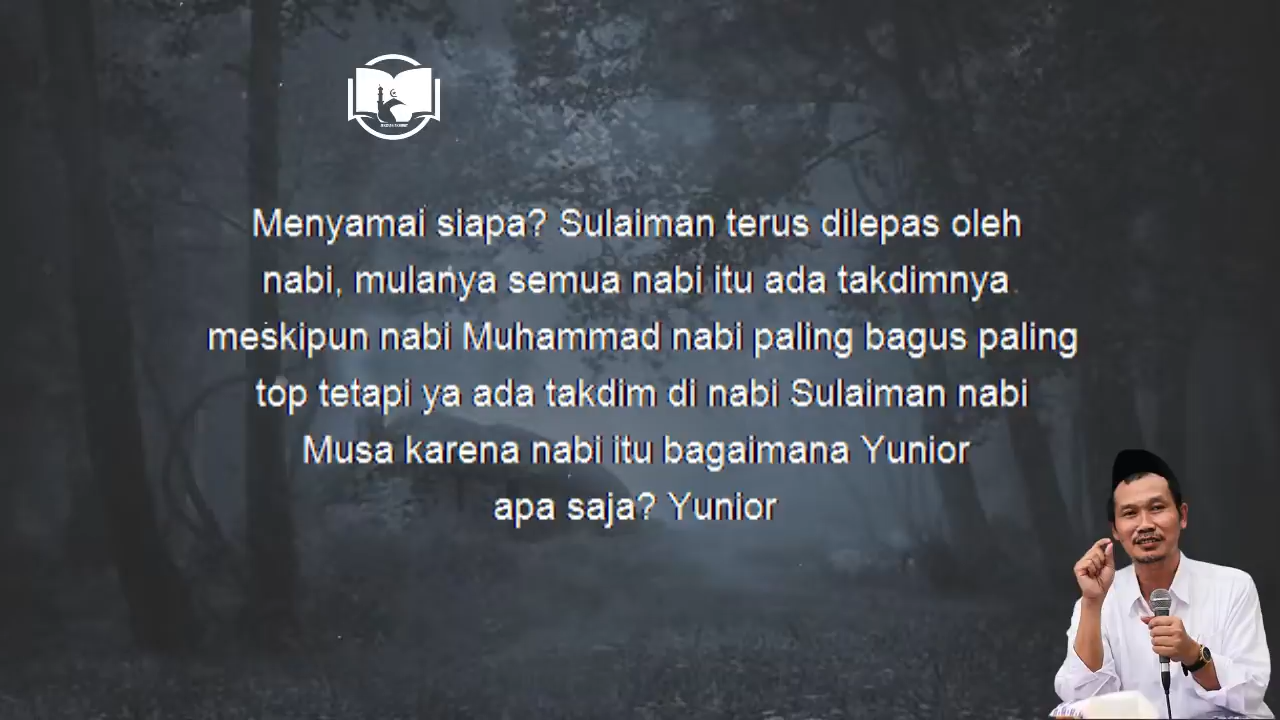 Menyamai siapa? Sulaiman terus dilepas oleh
nabi, mulanya semua nabi itu ada takdimnya
meskipun nabi Muhammad nabi paling bagus paling
top tetapi ya ada takdim di nabi Sulaiman nabi
Musa karena nabi itu bagaimana Yunior
apa saja? Yunior